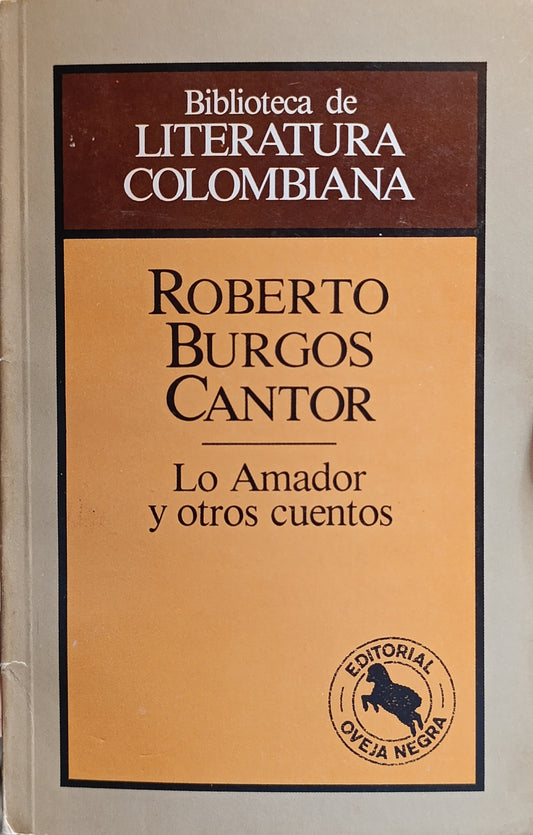 Biblioteca de
LITERATURA
COLOMBIANA
ROBERTO
BURGOS
CANTOR
Lo Amador
y otros cuentos
EDITORIAL
OVEJA NEGRA